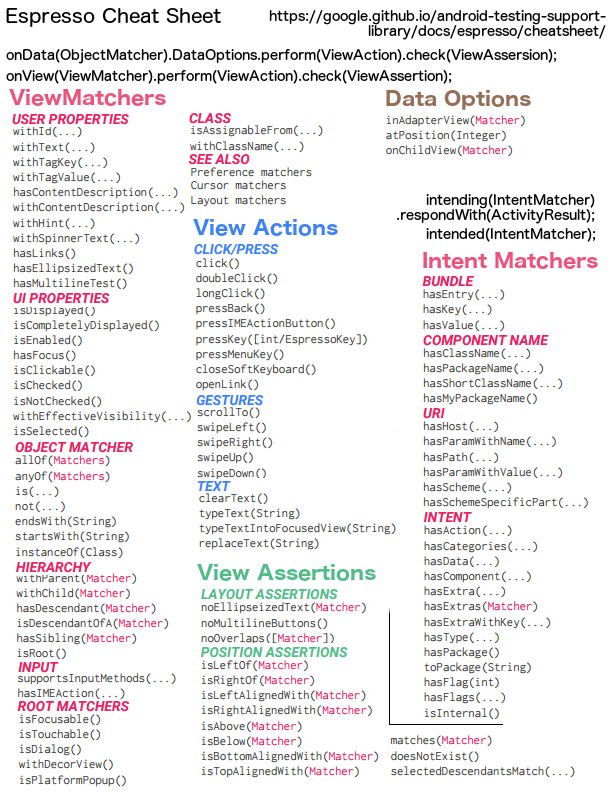 Espresso Cheat Sheet
https://google.github.io/android-testing-support-
library/docs/espresso/cheatsheet/
onData(ObjectMatcher).DataOptions.perform(ViewAction).check(ViewAssersion);
onView(ViewMatcher).perform(ViewAction).check(ViewAssertion);
ViewMatchers
USER PROPERTIES
withId(...)
withText(...)
withTagKey(...)
withTagValue(...)
hasContentDescription(...)
withContentDescription(...)
withHint(...)
withSpinnerText(...)
hasLinks()
hasEllipsizedText()
hasMultilineTest()
UI PROPERTIES
isDisplayed()
isCompletelyDisplayed()
isEnabled()
hasFocus()
isClickable()
isChecked()
isNotChecked()
withEffectiveVisibility(...)
isSelected()
OBJECT MATCHER
allOf(Matchers)
anyOf(Matchers)
is(...)
not(...)
endsWith(String)
startsWith(String)
instanceOf(Class)
HIERARCHY
withParent(Matcher)
withChild(Matcher)
hasDescendant(Matcher)
isDescendantOfA(Matcher)
hasSibling(Matcher)
isRoot()
INPUT
supportsInputMethods(...)
hasIMEAction(...)
ROOT MATCHERS
isFocusable()
isTouchable()
isDialog()
withDecorView()
isPlatformPopup()
CLASS
isAssignableFrom(...)
withClassName(...)
SEE ALSO
Preference matchers
Cursor matchers
Layout matchers
View Actions
CLICK/PRESS
click()
doubleClick()
longClick()
pressBack()
pressIMEActionButton()
pressKey([int/EspressoKey])
pressMenuKey()
closeSoftKeyboard()
openLink()
GESTURES
scrollTo()
swipeLeft()
swipeRight()
swipeUp()
swipeDown()
TEXT
clearText()
typeText(String)
typeTextIntoFocusedView(String)
replaceText(String)
View Assertions
LAYOUT ASSERTIONS
noEllipseizedText(Matcher)
noMultilineButtons()
noOverlaps([Matcher])
POSITION ASSERTIONS
isLeftOf(Matcher)
isRightOf(Matcher)
isLeftAlignedWith(Matcher)
isRightAlignedWith(Matcher)
isAbove(Matcher)
isBelow(Matcher)
isBottomAlignedWith(Matcher)
isTopAlignedWith(Matcher)
Data Options
inAdapterView(Matcher)
atPosition(Integer)
onChildView(Matcher)
intending(IntentMatcher)
.respondWith(ActivityResult);
intended(IntentMatcher);
Intent Matchers
BUNDLE
hasEntry(...)
hasKey(...)
hasValue(...)
COMPONENT NAME
hasClassName(...)
hasPackageName(...)
hasShortClassName(...)
hasMyPackageName()
URI
hasHost(...)
hasParamWithName(...)
hasPath(...)
hasParamWithValue(...)
hasScheme(...)
hasSchemeSpecificPart(...)
INTENT
hasAction(...)
hasCategories(...)
hasData(...)
hasComponent(...)
hasExtra(...)
hasExtras(Matcher)
hasExtraWithKey(...)
hasType(...)
hasPackage()
toPackage(String)
hasFlag(int)
hasFlags(...)
isInternal()
matches(Matcher)
doesNotExist()
selectedDescendantsMatch(...)